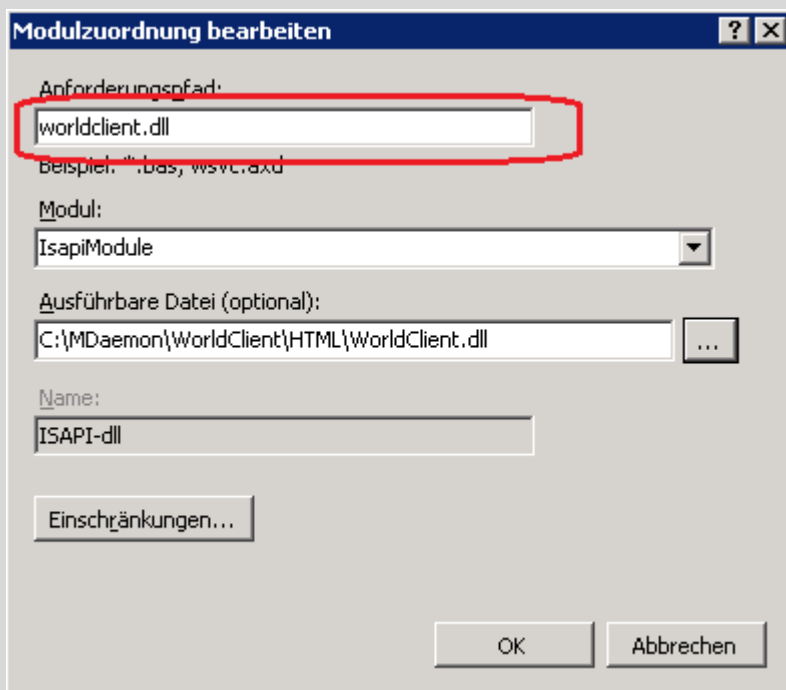 Modulzuordnung bearbeiten
Anforderungspfad:
worldclient.dll
Beispiel: *.bas, wsvc.axd
Modul:
IsapiModule
Ausführbare Datei (optional):
C:\MDaemon\WorldClient\HTML\WorldClient.dll
...
Name:
ISAPI-dll
Einschränkungen...
OK
Abbrechen